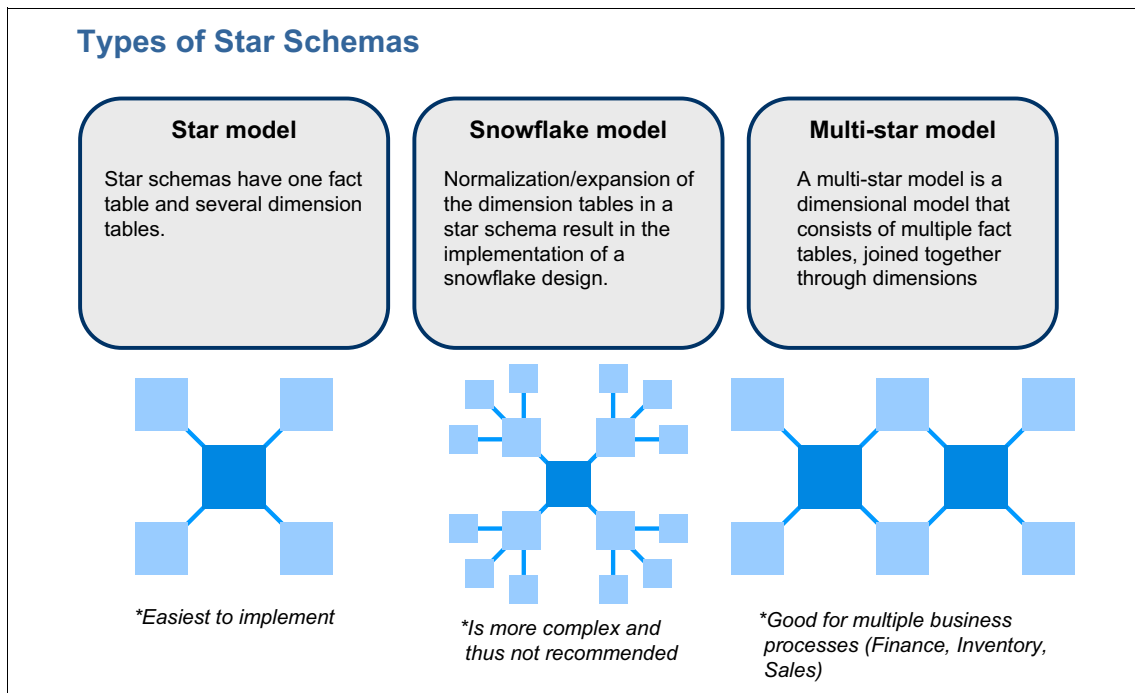 Types of Star Schemas
Star model
Star schemas have one fact
table and several dimension
tables.
Snowflake model
Normalization/expansion of
the dimension tables in a
star schema result in the
implementation of a
snowflake design.
Multi-star model
A multi-star model is a
dimensional model that
consists of multiple fact
tables, joined together
through dimensions
*Easiest to implement
*Is more complex and
thus not recommended
*Good for multiple business
processes (Finance, Inventory,
Sales)